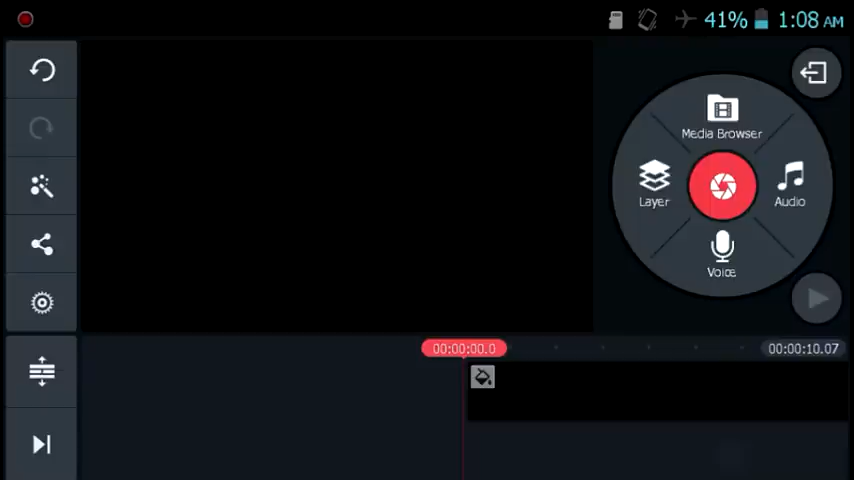 41% 1:08 AM
Media Browser
Layer
Audio
Voice
00:00:00.0
00:00:10.07